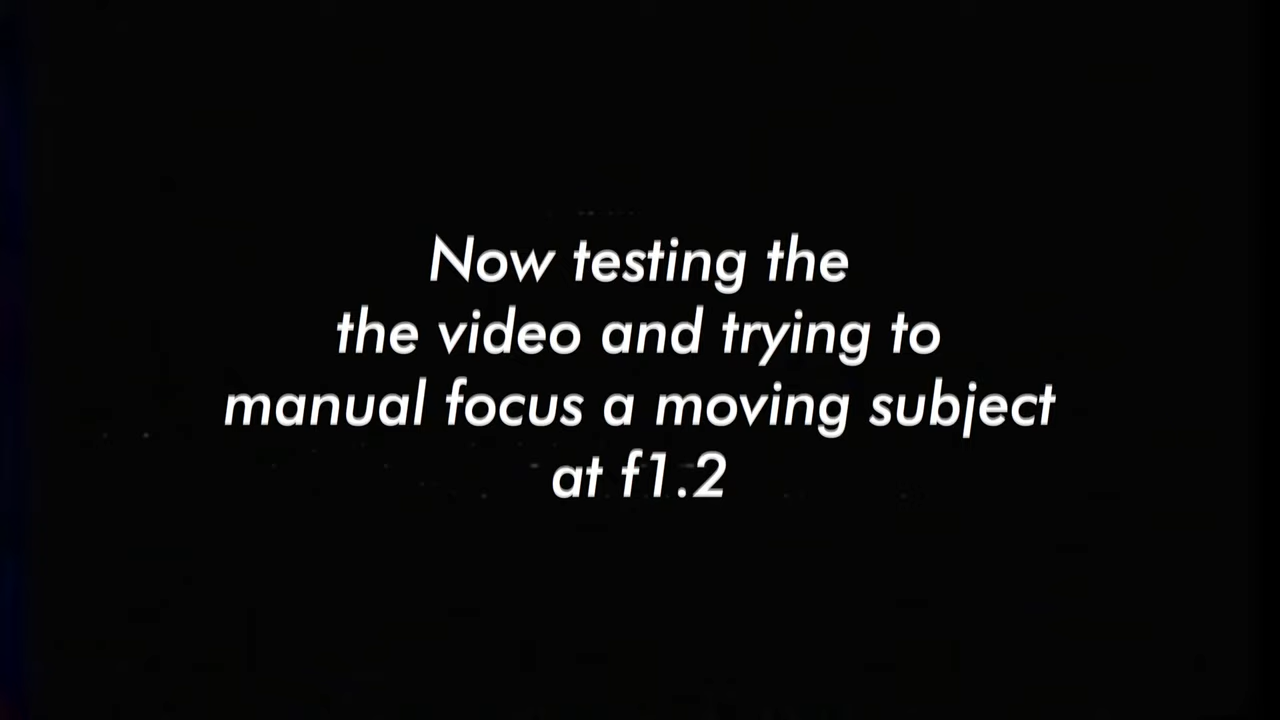 Now testing the
the video and trying to
manual focus a moving subject
at f1.2